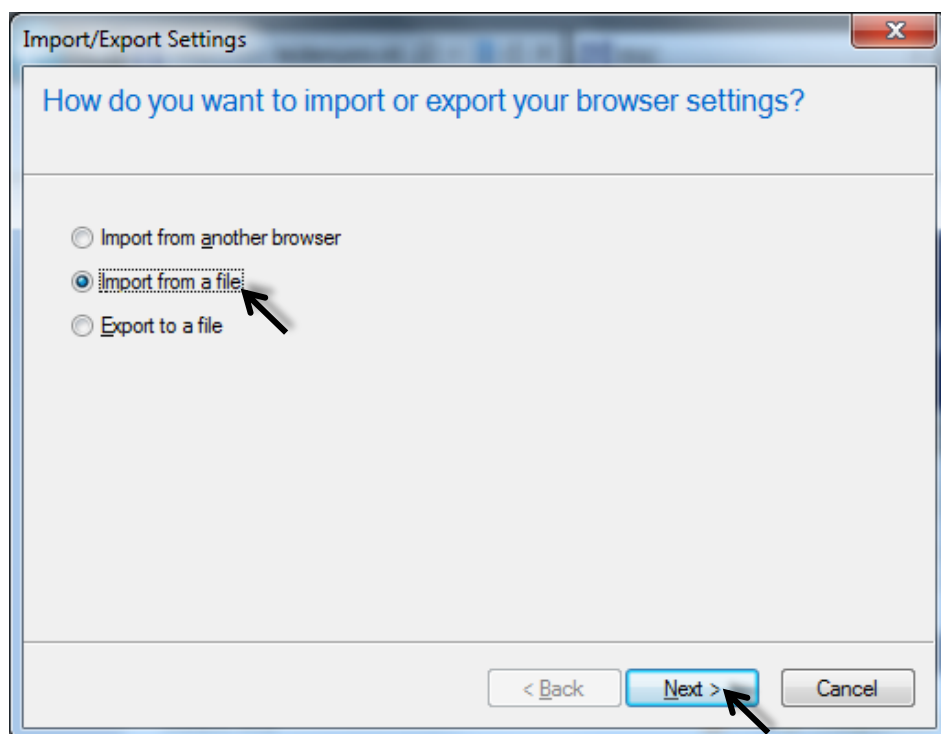 Import/Export Settings
How do you want to import or export your browser settings?
Import from another browser
Import from a file
Export to a file
< Back
Next >
Cancel